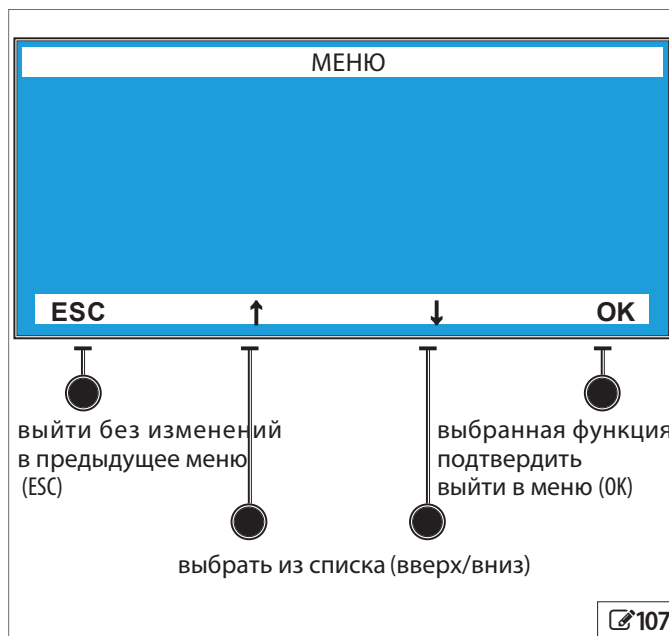 МЕНЮ
ESC ↑ ↓ OK
выйти без изменений
в предыдущее меню
(ESC)
выбранная функция
подтвердить
выйти в меню (OK)
выбрать из списка (вверх/вниз)
107